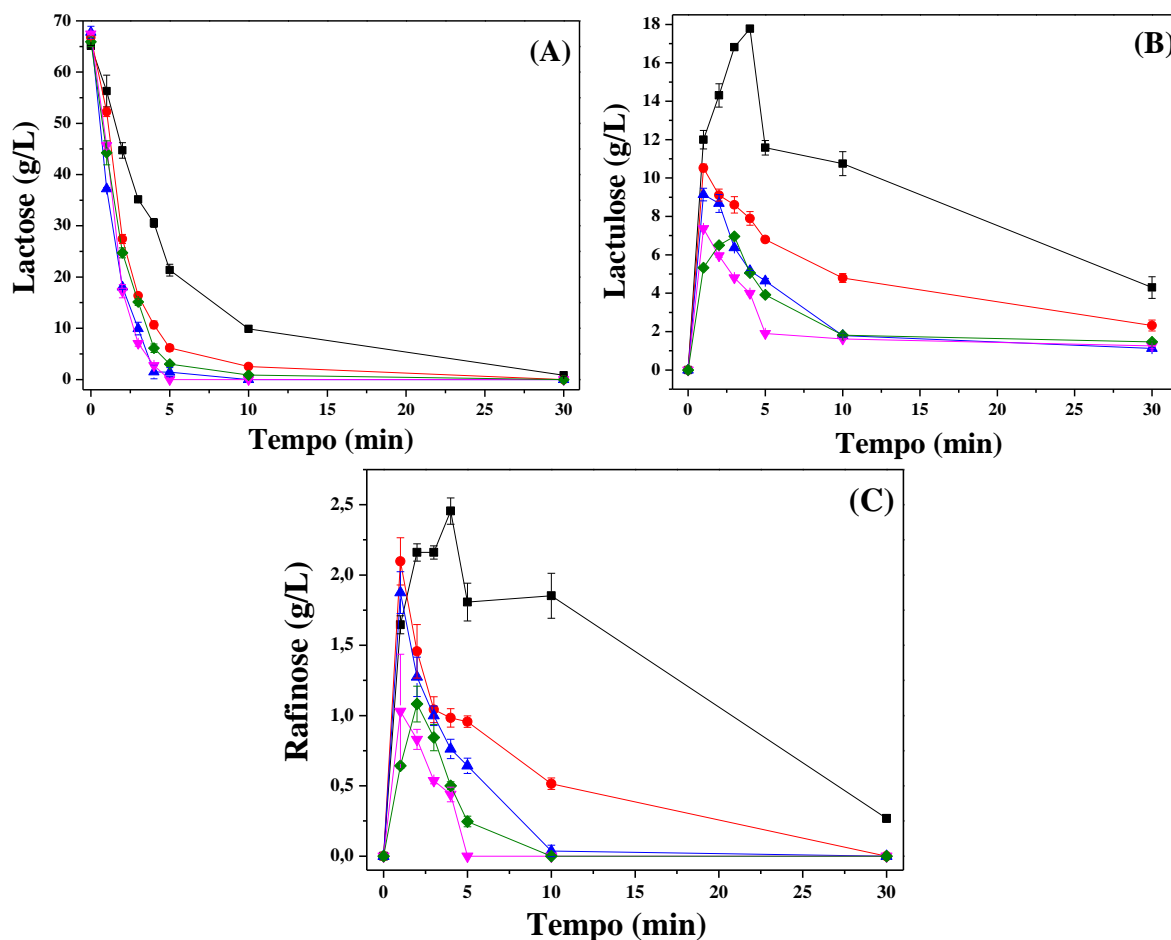 (A)
70
60
50
40
30
20
10
0
Lactose (g/L)
0 5 10 15 20 25 30
Tempo (min)
(B)
18
16
14
12
10
8
6
4
2
0
Lactulose (g/L)
0 5 10 15 20 25 30
Tempo (min)
(C)
2,5
2,0
1,5
1,0
0,5
0,0
Rafinose (g/L)
0 5 10 15 20 25 30
Tempo (min)